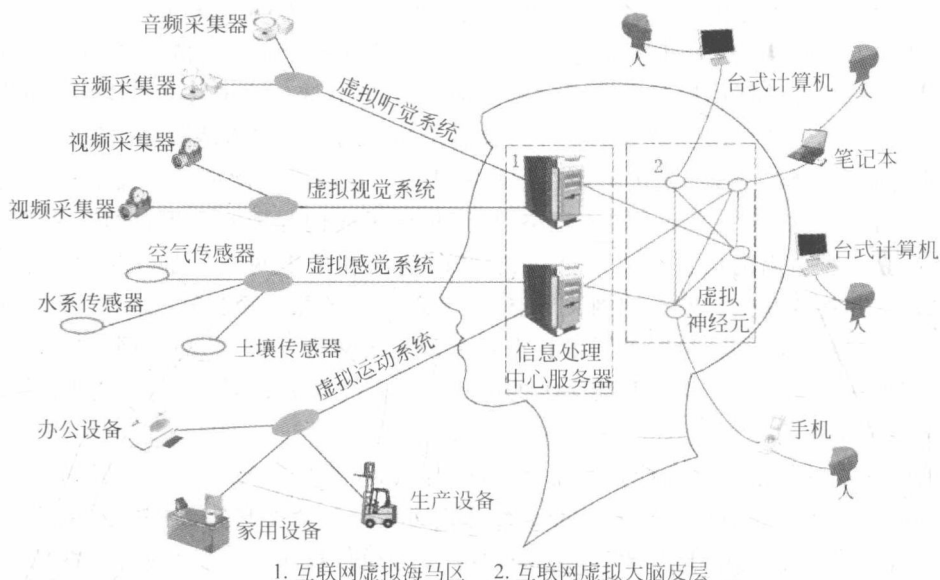 音频采集器
音频采集器
虚拟听觉系统
视频采集器
视频采集器
虚拟视觉系统
空气传感器
水系传感器
土壤传感器
虚拟感觉系统
虚拟运动系统
办公设备
家用设备
生产设备
1
信息处理
中心服务器
2
虚拟
神经元
人
台式计算机
人
笔记本
台式计算机
人
手机
人
1. 互联网虚拟海马区 2. 互联网虚拟大脑皮层